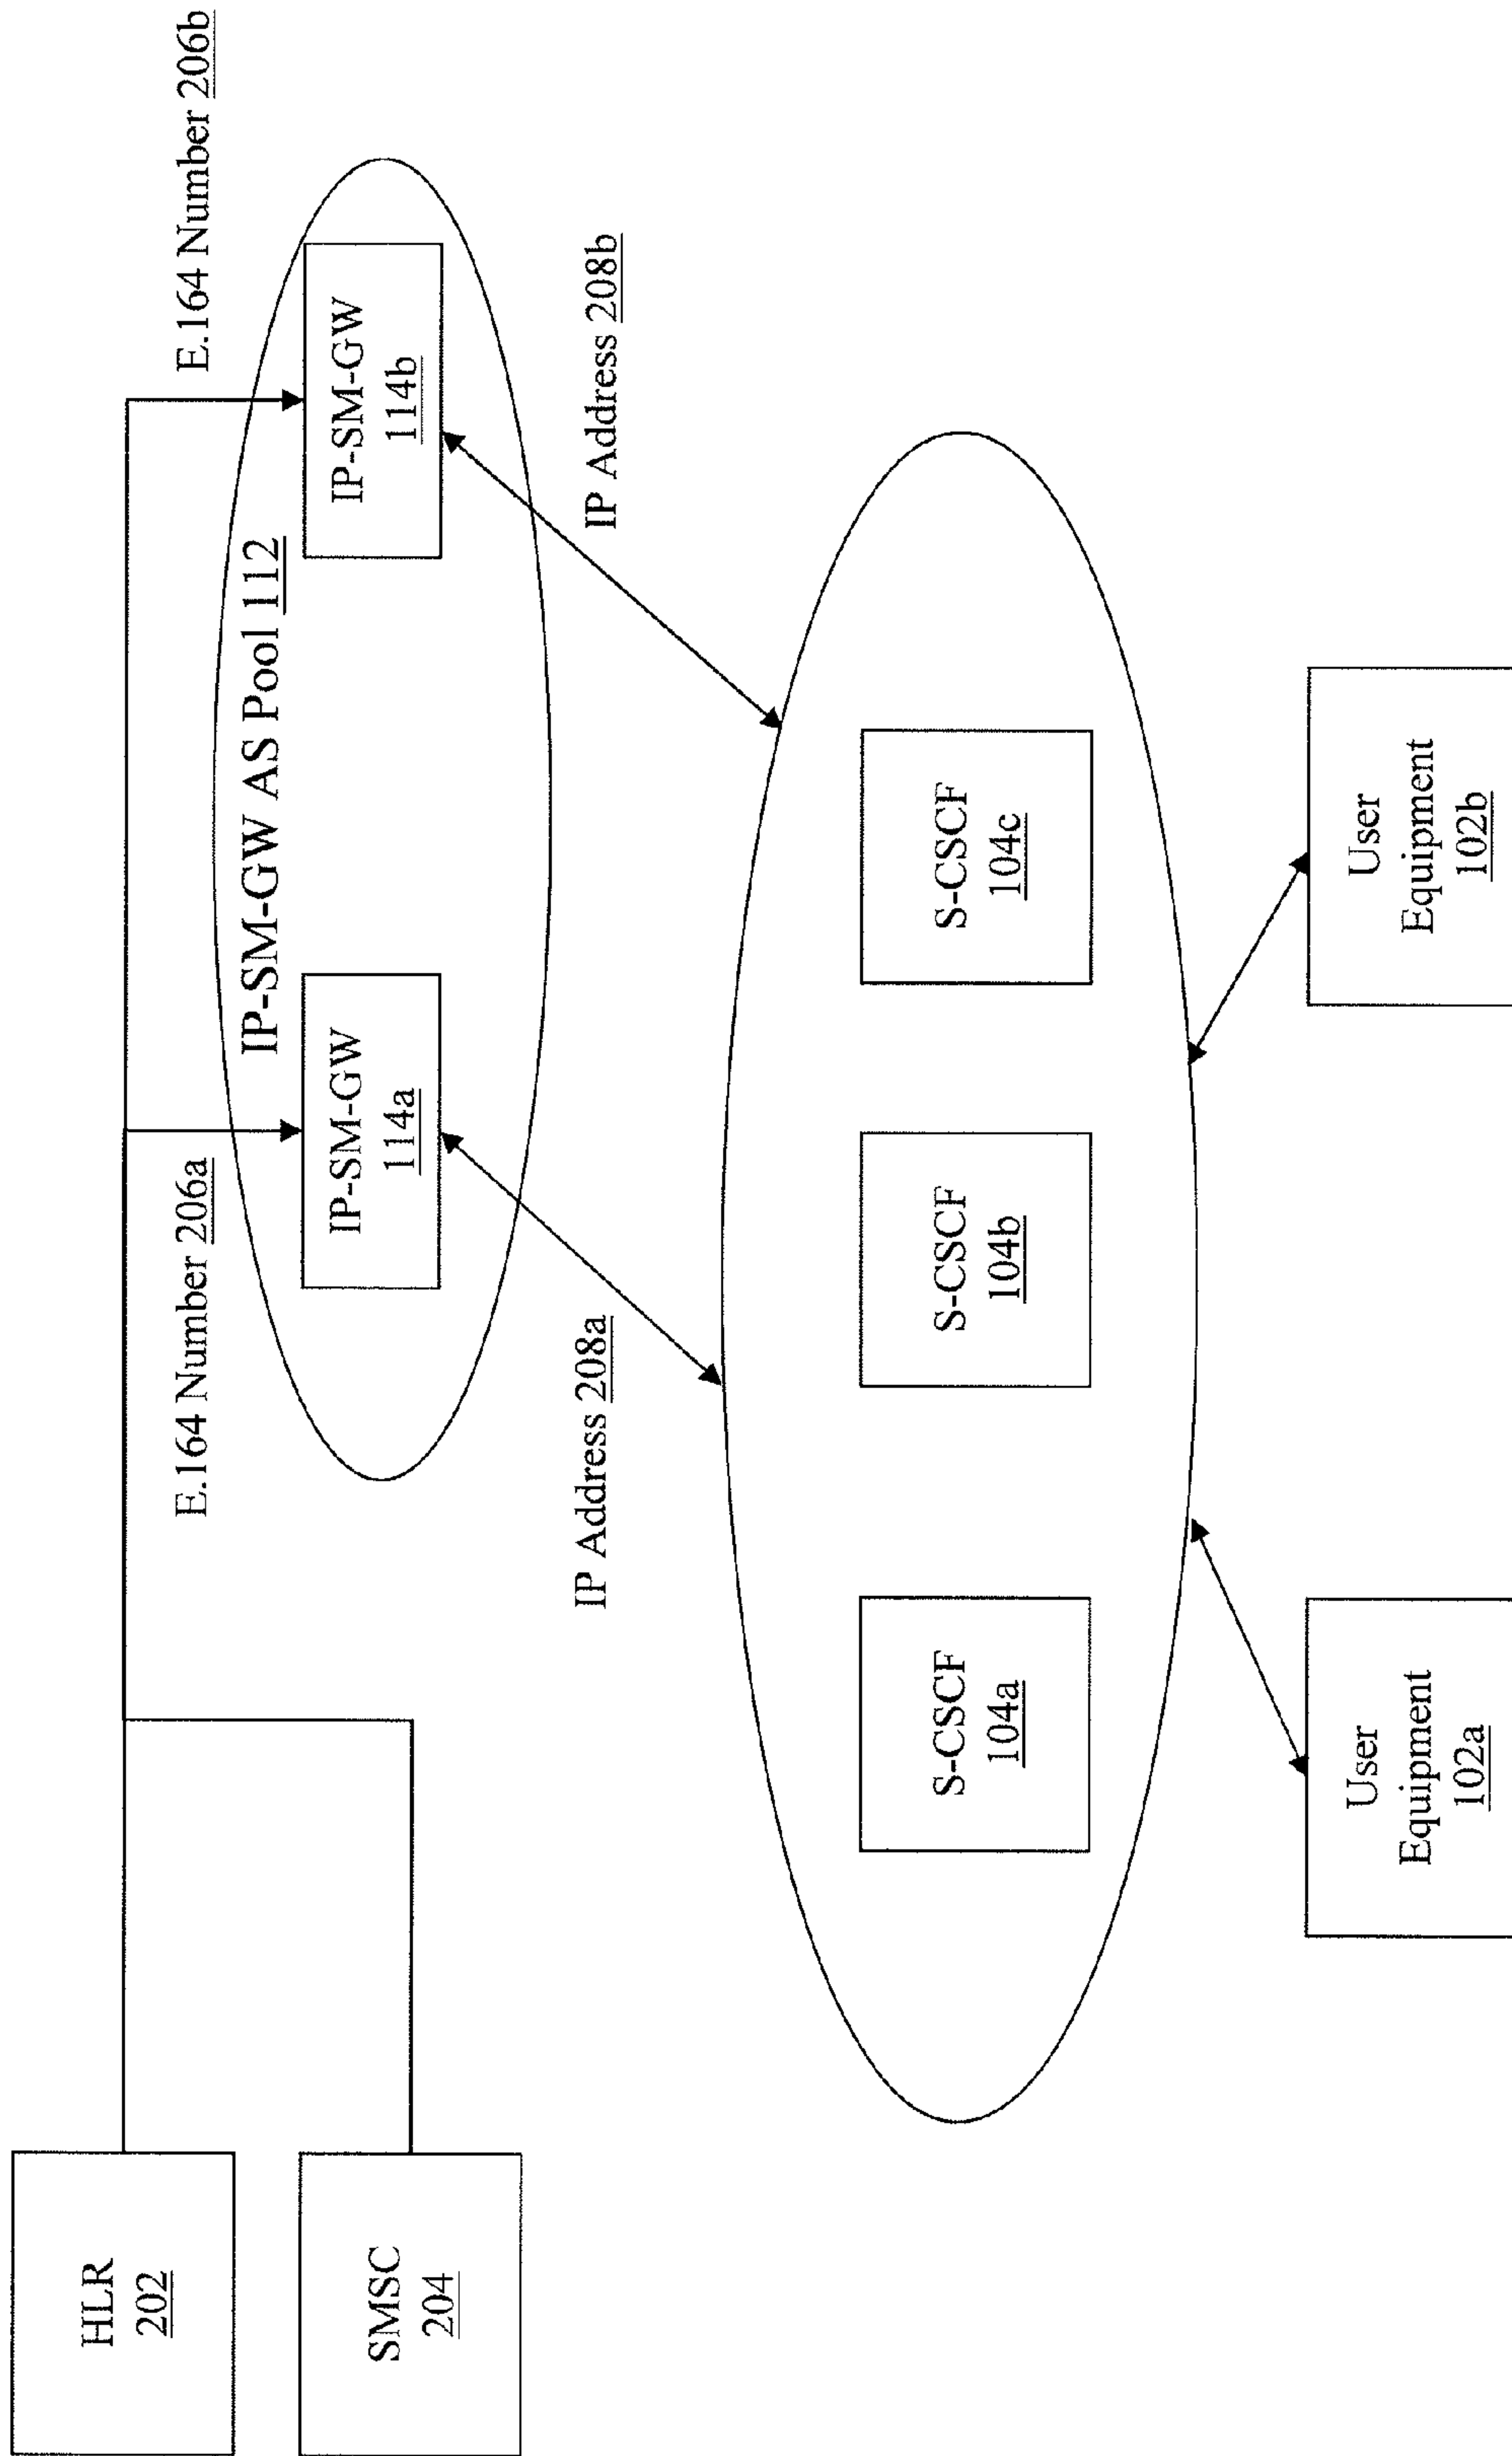 HLR
202
SMSC
204
E.164 Number 206a
E.164 Number 206b
IP-SM-GW AS Pool 112
IP-SM-GW
114a
IP-SM-GW
114b
IP Address 208a
IP Address 208b
S-CSCF
104a
S-CSCF
104b
S-CSCF
104c
User
Equipment
102a
User
Equipment
102b